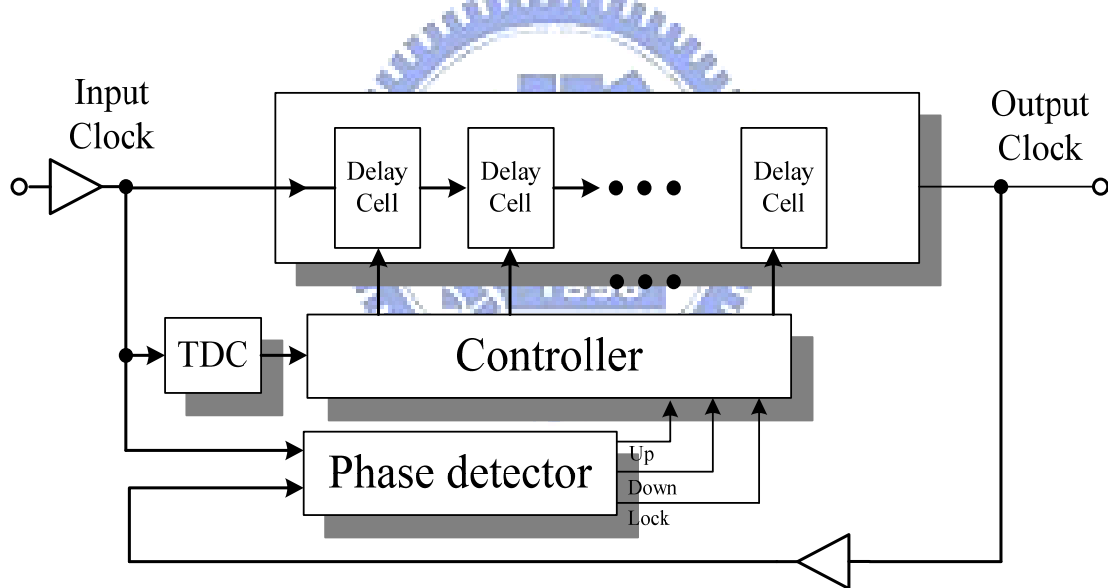 Input
Clock
Output
Clock
Delay
Cell
Delay
Cell
Delay
Cell
TDC
Controller
Phase detector
Up
Down
Lock